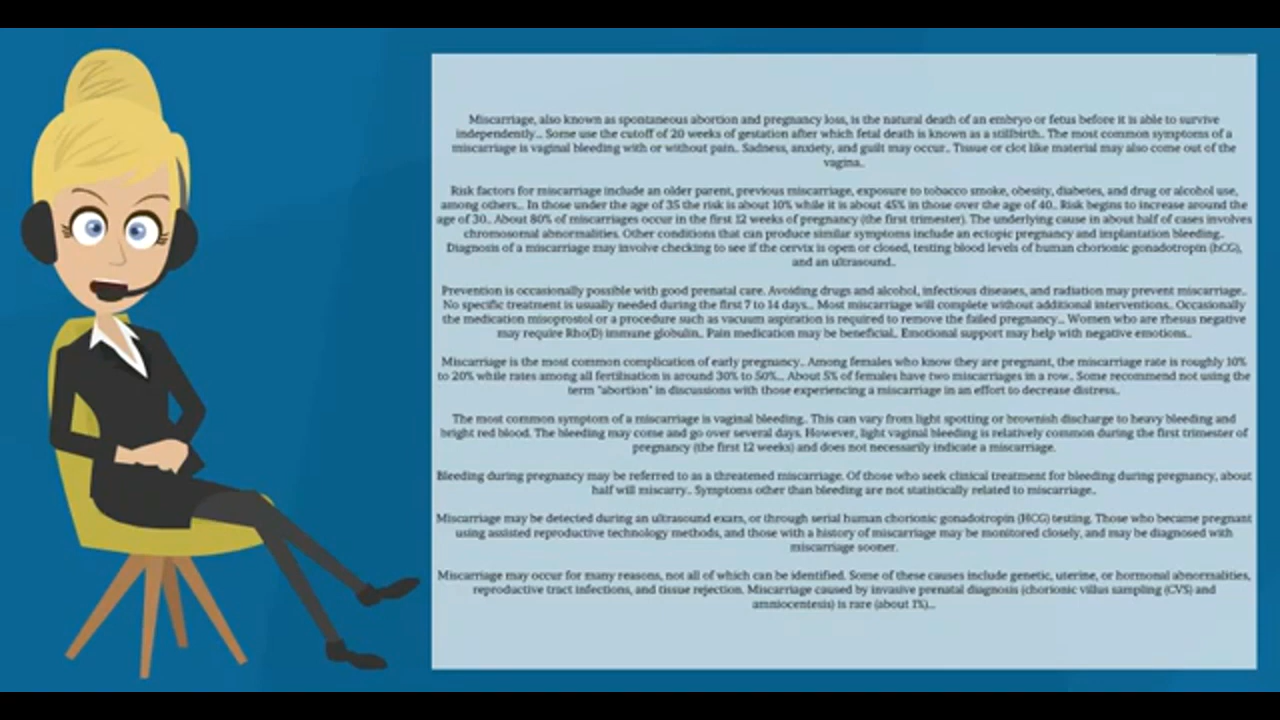 Miscarriage, also known as spontaneous abortion and pregnancy loss, is the natural death of an embryo or fetus before it is able to survive
independently... Some use the cutoff of 20 weeks of gestation after which fetal death is known as a stillbirth.. The most common symptoms of a
miscarriage is vaginal bleeding with or without pain.. Sadness, anxiety, and guilt may occur.. Tissue or clot like material may also come out of the
vagina..
Risk factors for miscarriage include an older parent, previous miscarriage, exposure to tobacco smoke, obesity, diabetes, and drug or alcohol use,
among others... In those under the age of 35 the risk is about 10% while it is about 45% in those over the age of 40.. Risk begins to increase around the
age of 30.. About 80% of miscarriages occur in the first 12 weeks of pregnancy (the first trimester). The underlying cause in about half of cases involves
chromosomal abnormalities. Other conditions that can produce similar symptoms include an ectopic pregnancy and implantation bleeding..
Diagnosis of a miscarriage may involve checking to see if the cervix is open or closed, testing blood levels of human chorionic gonadotropin (hCG),
and an ultrasound..
Prevention is occasionally possible with good prenatal care. Avoiding drugs and alcohol, infectious diseases, and radiation may prevent miscarriage..
No specific treatment is usually needed during the first 7 to 14 days... Most miscarriage will complete without additional interventions.. Occasionally
the medication misoprostol or a procedure such as vacuum aspiration is required to remove the failed pregnancy... Women who are rhesus negative
may require Rho(D) immune globulin.. Pain medication may be beneficial.. Emotional support may help with negative emotions..
Miscarriage is the most common complication of early pregnancy.. Among females who know they are pregnant, the miscarriage rate is roughly 10%
to 20% while rates among all fertilisation is around 30% to 50%... About 5% of females have two miscarriages in a row.. Some recommend not using the
term "abortion" in discussions with those experiencing a miscarriage in an effort to decrease distress..
The most common symptom of a miscarriage is vaginal bleeding.. This can vary from light spotting or brownish discharge to heavy bleeding and
bright red blood. The bleeding may come and go over several days. However, light vaginal bleeding is relatively common during the first trimester of
pregnancy (the first 12 weeks) and does not necessarily indicate a miscarriage.
Bleeding during pregnancy may be referred to as a threatened miscarriage. Of those who seek clinical treatment for bleeding during pregnancy, about
half will miscarry.. Symptoms other than bleeding are not statistically related to miscarriage..
Miscarriage may be detected during an ultrasound exam, or through serial human chorionic gonadotropin (HCG) testing. Those who became pregnant
using assisted reproductive technology methods, and those with a history of miscarriage may be monitored closely, and may be diagnosed with
miscarriage sooner.
Miscarriage may occur for many reasons, not all of which can be identified. Some of these causes include genetic, uterine, or hormonal abnormalities,
reproductive tract infections, and tissue rejection. Miscarriage caused by invasive prenatal diagnosis (chorionic villus sampling (CVS) and
amniocentesis) is rare (about 1%)...